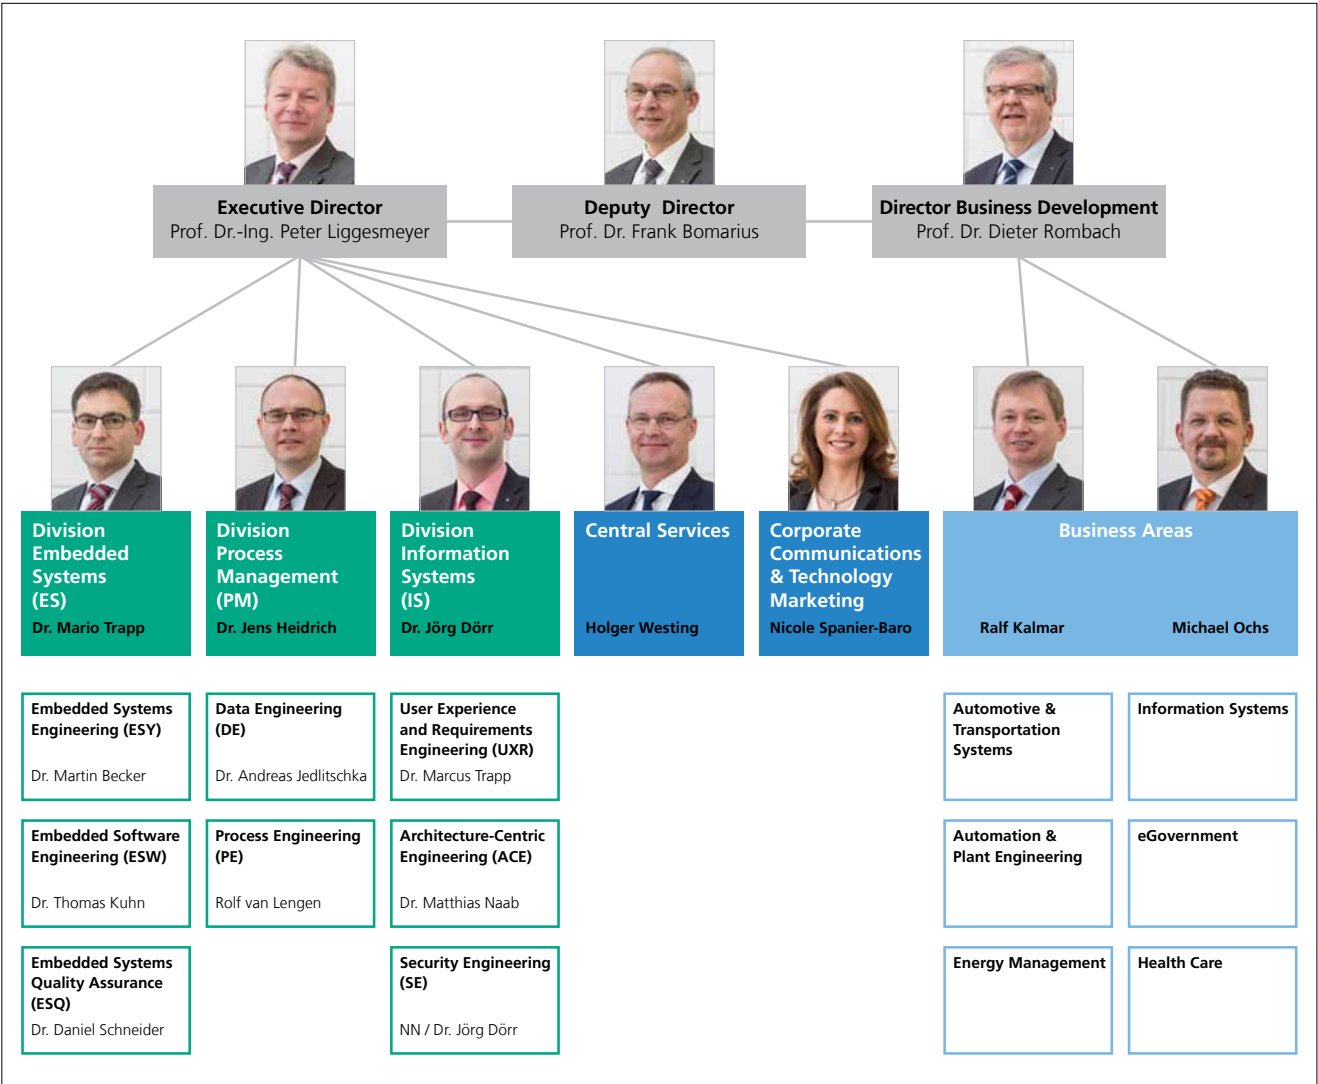 Executive Director
Prof. Dr.-Ing. Peter Liggesmeyer
Deputy Director
Prof. Dr. Frank Bomarius
Director Business Development
Prof. Dr. Dieter Rombach
Division
Embedded
Systems
(ES)
Dr. Mario Trapp
Division
Process
Management
(PM)
Dr. Jens Heidrich
Division
Information
Systems
(IS)
Dr. Jörg Dörr
Central Services
Holger Westing
Corporate
Communications
& Technology
Marketing
Nicole Spanier-Baro
Business Areas
Ralf Kalmar
Michael Ochs
Embedded Systems
Engineering (ESY)
Dr. Martin Becker
Data Engineering
(DE)
Dr. Andreas Jedlitschka
User Experience
and Requirements
Engineering (UXR)
Dr. Marcus Trapp
Automotive &
Transportation
Systems
Information Systems
Embedded Software
Engineering (ESW)
Dr. Thomas Kuhn
Process Engineering
(PE)
Rolf van Lengen
Architecture-Centric
Engineering (ACE)
Dr. Matthias Naab
Automation &
Plant Engineering
eGovernment
Embedded Systems
Quality Assurance
(ESQ)
Dr. Daniel Schneider
Security Engineering
(SE)
NN / Dr. Jörg Dörr
Energy Management
Health Care